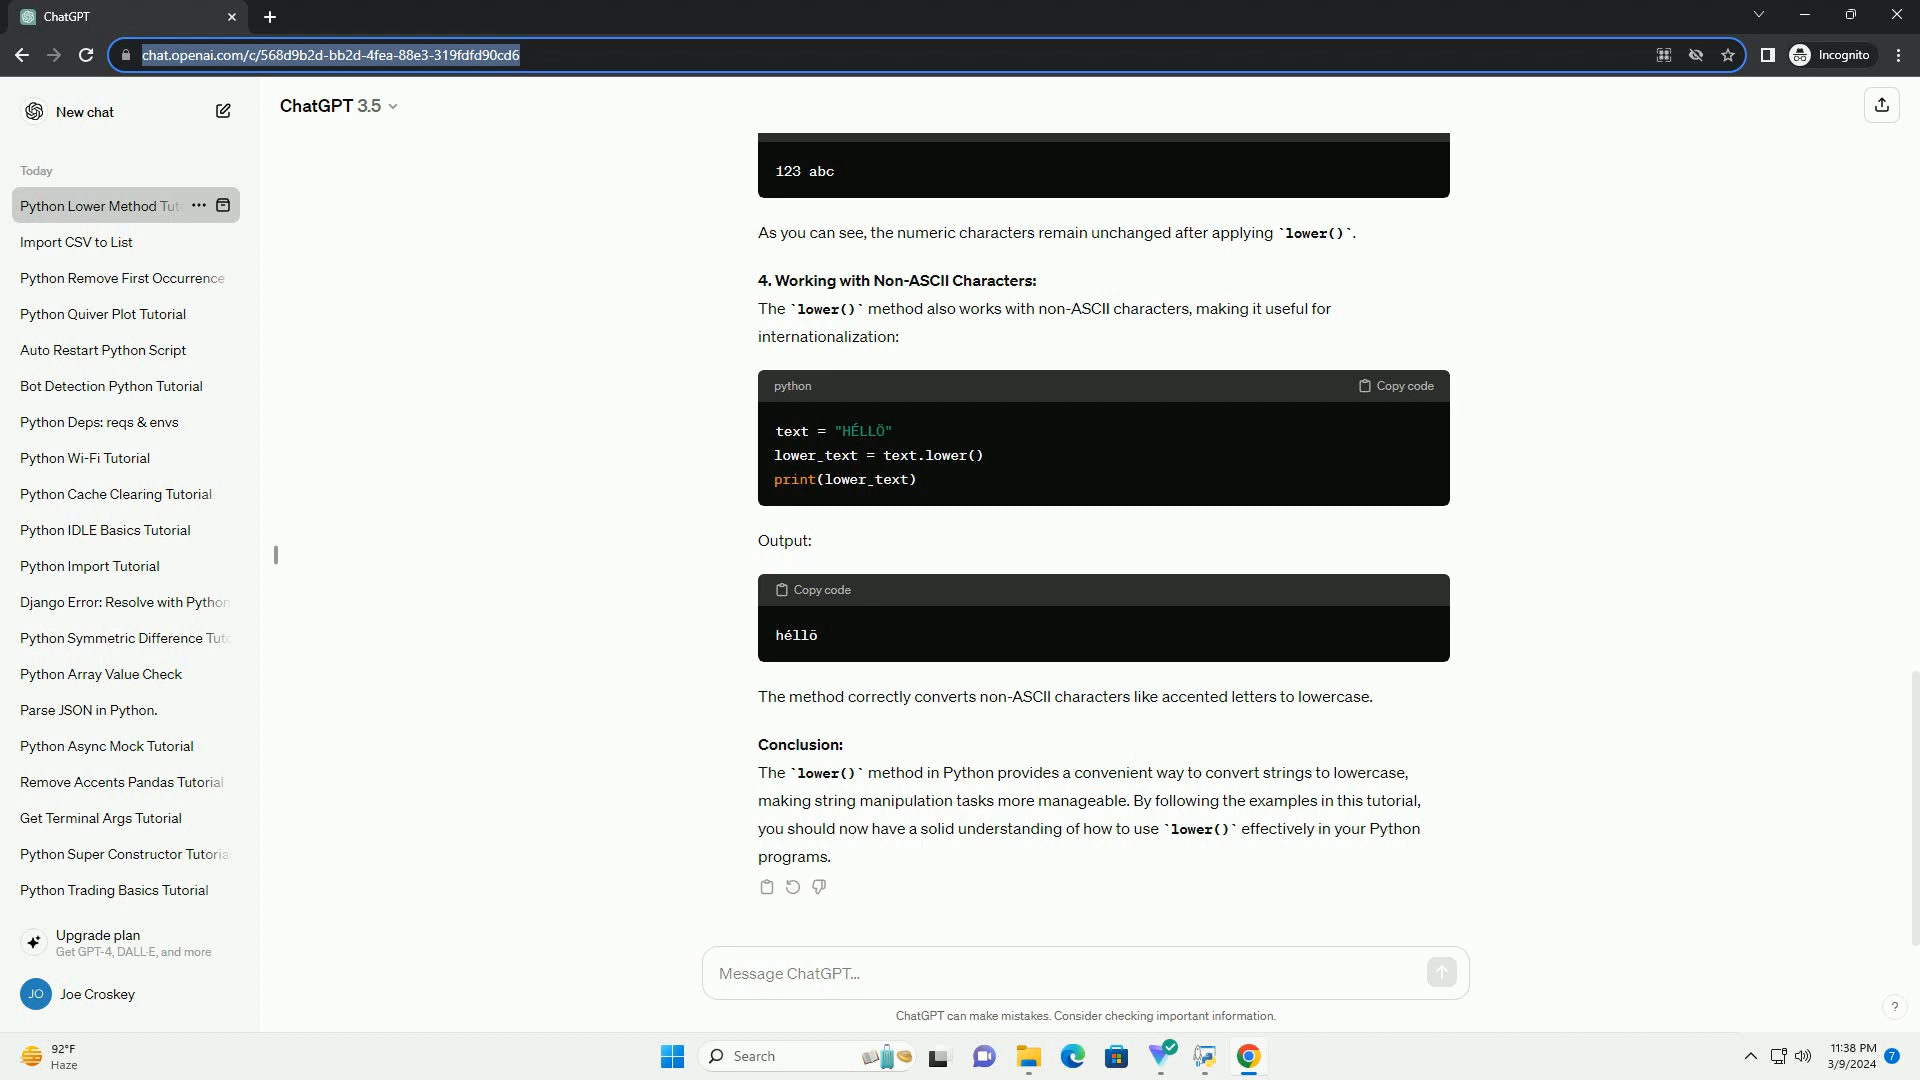 ChatGPT
chat.openai.com/c/568d9b2d-bb2d-4fea-88e3-319fdfd90cd6
Incognito
New chat
ChatGPT 3.5
Today
Python Lower Method Tut
Import CSV to List
Python Remove First Occurrence
Python Quiver Plot Tutorial
Auto Restart Python Script
Bot Detection Python Tutorial
Python Deps: reqs & envs
Python Wi-Fi Tutorial
Python Cache Clearing Tutorial
Python IDLE Basics Tutorial
Python Import Tutorial
Django Error: Resolve with Python
Python Symmetric Difference Tuto
Python Array Value Check
Parse JSON in Python.
Python Async Mock Tutorial
Remove Accents Pandas Tutorial
Get Terminal Args Tutorial
Python Super Constructor Tutoria
Python Trading Basics Tutorial
Upgrade plan
Get GPT-4, DALL·E, and more
JO Joe Croskey
123 abc
As you can see, the numeric characters remain unchanged after applying `lower()`.
4. Working with Non-ASCII Characters:
The `lower()` method also works with non-ASCII characters, making it useful for
internationalization:
python Copy code
text = "HÉLLÖ"
lower_text = text.lower()
print(lower_text)
Output:
Copy code
héllö
The method correctly converts non-ASCII characters like accented letters to lowercase.
Conclusion:
The `lower()` method in Python provides a convenient way to convert strings to lowercase,
making string manipulation tasks more manageable. By following the examples in this tutorial,
you should now have a solid understanding of how to use `lower()` effectively in your Python
programs.
Message ChatGPT...
ChatGPT can make mistakes. Consider checking important information.
?
92°F
Haze
Search
11:38 PM
3/9/2024
7